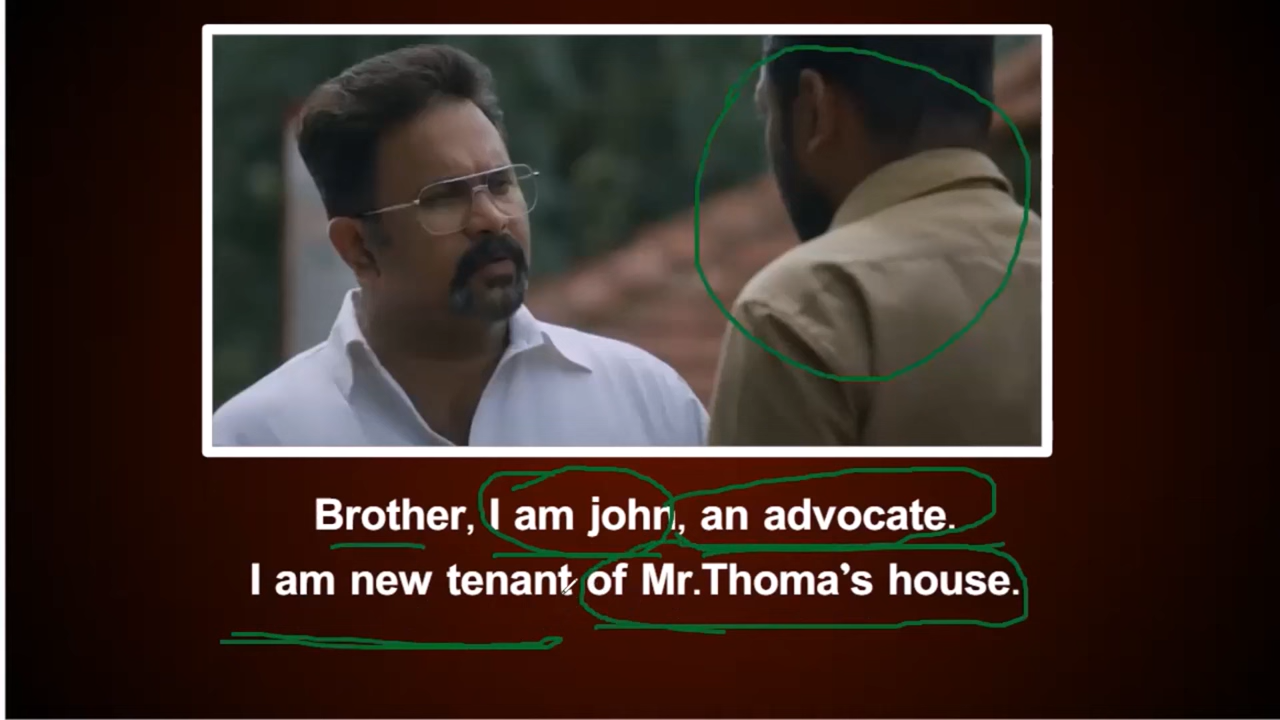 Brother, I am john, an advocate.
I am new tenant of Mr.Thoma’s house.